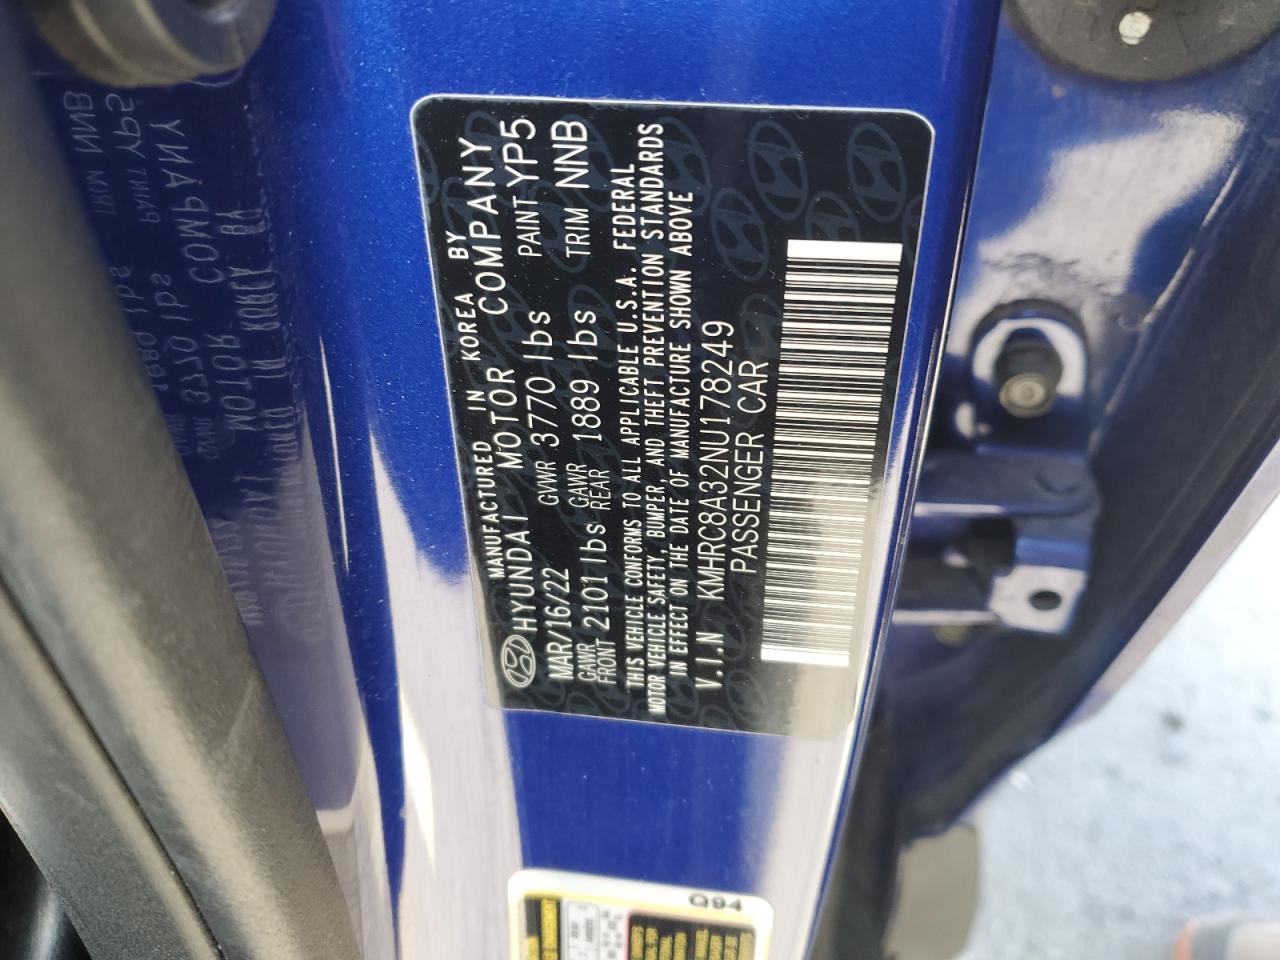 MANUFACTURED IN KOREA BY
HYUNDAI MOTOR COMPANY
MAR/16/22 GVWR 3770 lbs PAINT YP5
GAWR FRONT 2101 lbs GAWR REAR 1889 lbs TRIM NNB
THIS VEHICLE CONFORMS TO ALL APPLICABLE U.S.A. FEDERAL
MOTOR VEHICLE SAFETY, BUMPER, AND THEFT PREVENTION STANDARDS
IN EFFECT ON THE DATE OF MANUFACTURE SHOWN ABOVE
V.I.N KMHRC8A32NU178249
PASSENGER CAR
Q94